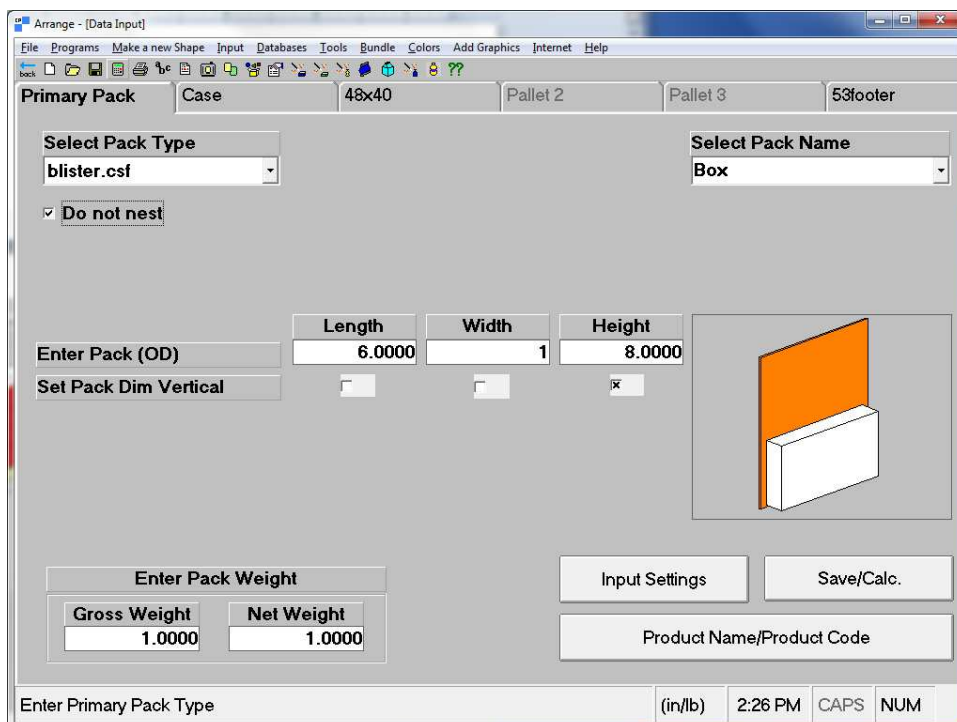 Arrange - [Data Input]
File Programs Make a new Shape Input Databases Tools Bundle Colors Add Graphics Internet Help
back ??
Primary Pack Case 48x40 Pallet 2 Pallet 3 53footer
Select Pack Type Select Pack Name
blister.csf Box
Do not nest
Length Width Height
Enter Pack (OD) 6.0000 1 8.0000
Set Pack Dim Vertical
Enter Pack Weight Input Settings Save/Calc.
Gross Weight Net Weight
1.0000 1.0000 Product Name/Product Code
Enter Primary Pack Type (in/lb) 2:26 PM CAPS NUM